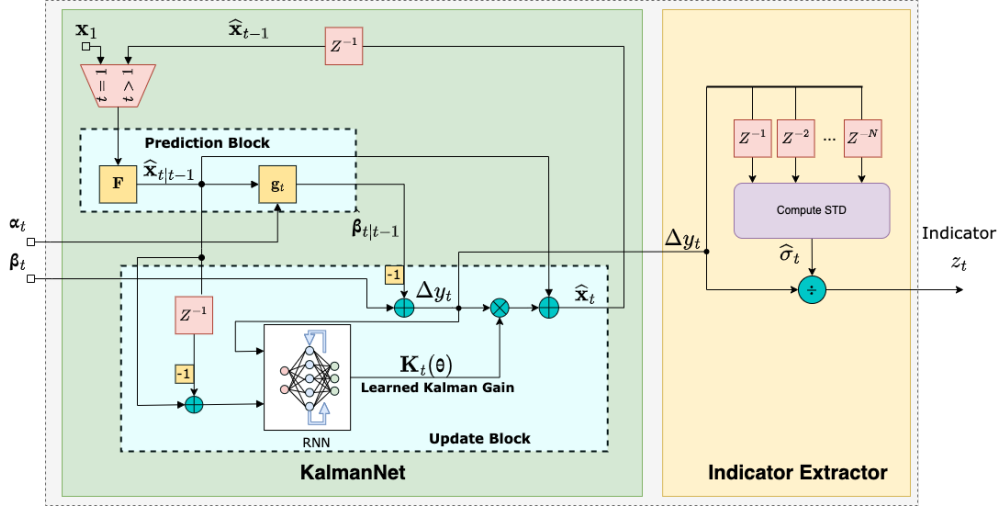 𝐱₁
x̂ₜ₋₁
Z⁻¹
t = 1
t > 1
Prediction Block
𝐅
x̂ₜ|ₜ₋₁
𝐠ₜ
Z⁻¹
Z⁻²
...
Z⁻ᴺ
Compute STD
𝛂ₜ
𝛃̂ₜ|ₜ₋₁
Δyₜ
σ̂ₜ
Indicator
zₜ
𝛃ₜ
-1
Δyₜ
x̂ₜ
÷
Z⁻¹
-1
𝐊ₜ(θ)
Learned Kalman Gain
RNN
Update Block
KalmanNet
Indicator Extractor